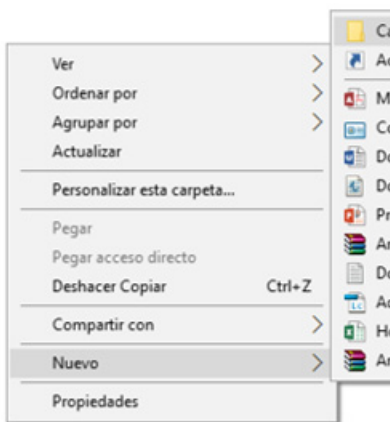 Ver
Ordenar por
Agrupar por
Actualizar
Personalizar esta carpeta...
Pegar
Pegar acceso directo
Deshacer Copiar Ctrl+Z
Compartir con
Nuevo
Propiedades
Ca
Ac
M
Co
Do
Do
Pr
Ar
Do
Ac
Ho
Ar